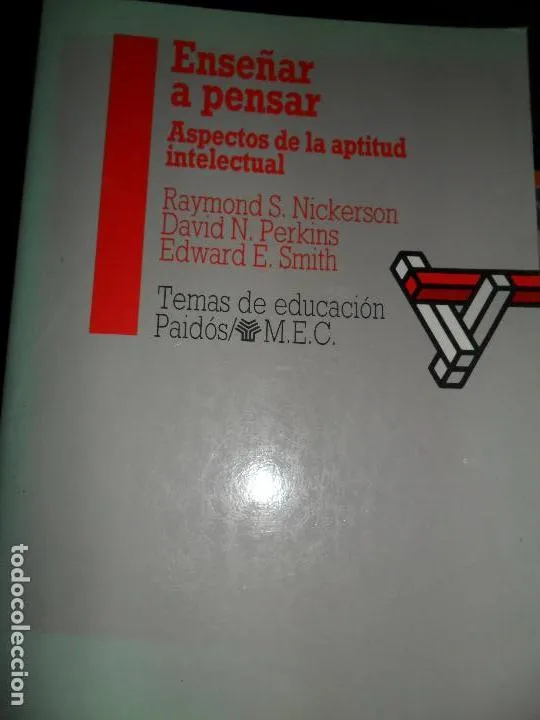 Enseñar
a pensar
Aspectos de la aptitud
intelectual
Raymond S. Nickerson
David N. Perkins
Edward E. Smith
Temas de educación
Paidós/M.E.C.
todocoleccion